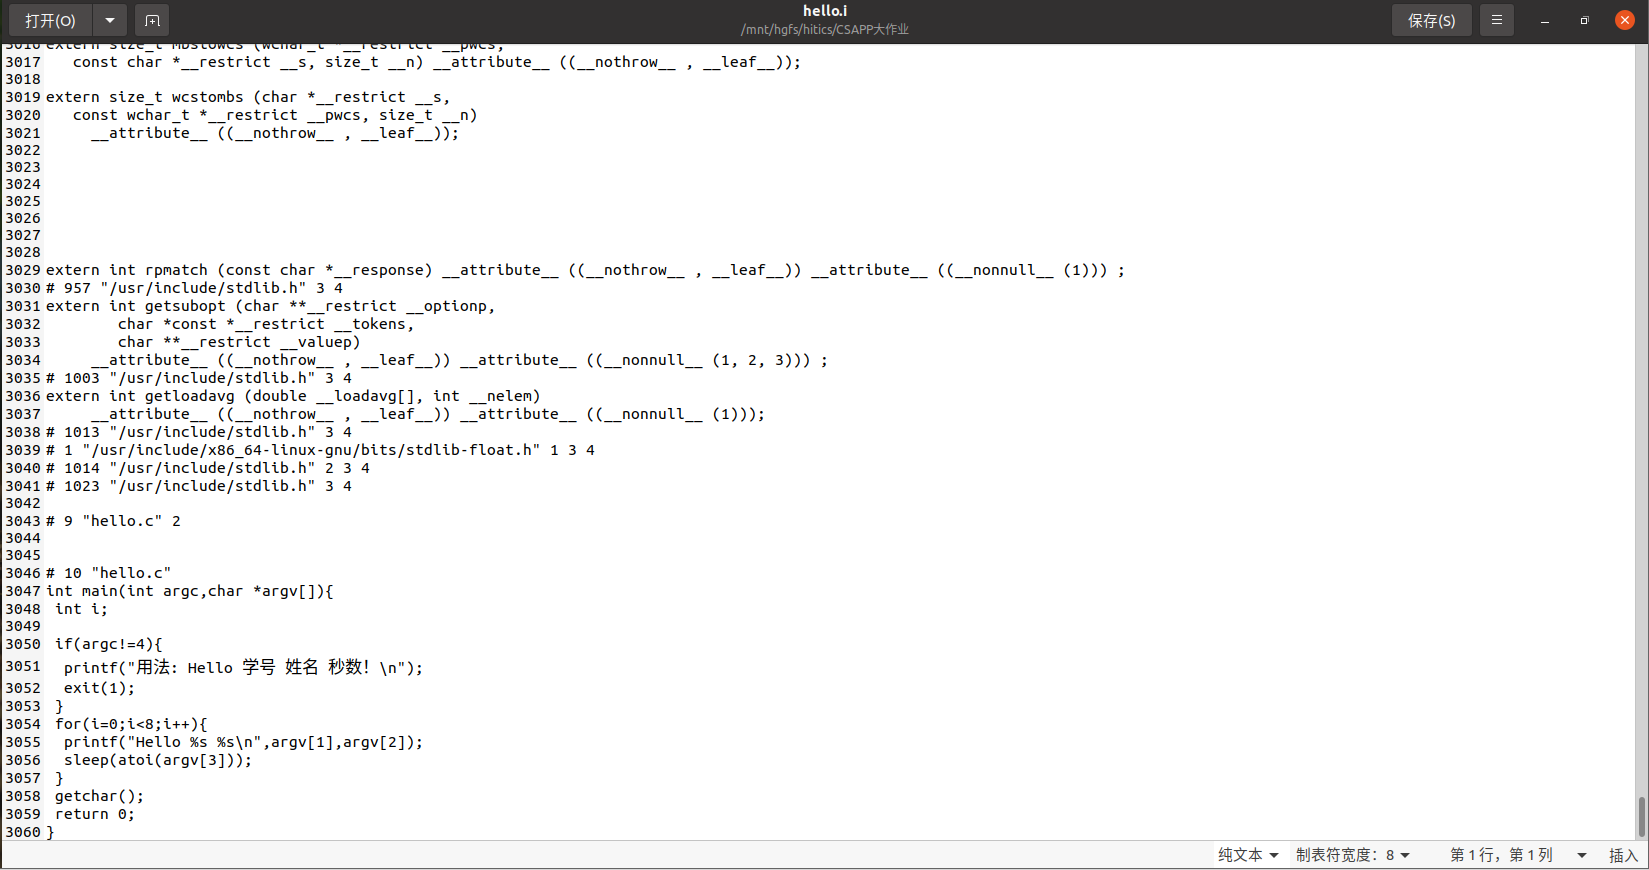 打开(O)
hello.i
/mnt/hgfs/hitics/CSAPP大作业
保存(S)
3016 extern size_t mbstowcs (wchar_t *__restrict __pwcs,
3017    const char *__restrict __s, size_t __n) __attribute__ ((__nothrow__ , __leaf__));
3018
3019 extern size_t wcstombs (char *__restrict __s,
3020    const wchar_t *__restrict __pwcs, size_t __n)
3021      __attribute__ ((__nothrow__ , __leaf__));
3022
3023
3024
3025
3026
3027
3028
3029 extern int rpmatch (const char *__response) __attribute__ ((__nothrow__ , __leaf__)) __attribute__ ((__nonnull__ (1))) ;
3030 # 957 "/usr/include/stdlib.h" 3 4
3031 extern int getsubopt (char **__restrict __optionp,
3032         char *const *__restrict __tokens,
3033         char **__restrict __valuep)
3034      __attribute__ ((__nothrow__ , __leaf__)) __attribute__ ((__nonnull__ (1, 2, 3))) ;
3035 # 1003 "/usr/include/stdlib.h" 3 4
3036 extern int getloadavg (double __loadavg[], int __nelem)
3037      __attribute__ ((__nothrow__ , __leaf__)) __attribute__ ((__nonnull__ (1)));
3038 # 1013 "/usr/include/stdlib.h" 3 4
3039 # 1 "/usr/include/x86_64-linux-gnu/bits/stdlib-float.h" 1 3 4
3040 # 1014 "/usr/include/stdlib.h" 2 3 4
3041 # 1023 "/usr/include/stdlib.h" 3 4
3042
3043 # 9 "hello.c" 2
3044
3045
3046 # 10 "hello.c"
3047 int main(int argc,char *argv[]){
3048  int i;
3049
3050  if(argc!=4){
3051   printf("用法: Hello 学号 姓名 秒数！\n");
3052   exit(1);
3053  }
3054  for(i=0;i<8;i++){
3055   printf("Hello %s %s\n",argv[1],argv[2]);
3056   sleep(atoi(argv[3]));
3057  }
3058  getchar();
3059  return 0;
3060 }
纯文本 制表符宽度：8 第 1 行，第 1 列 插入